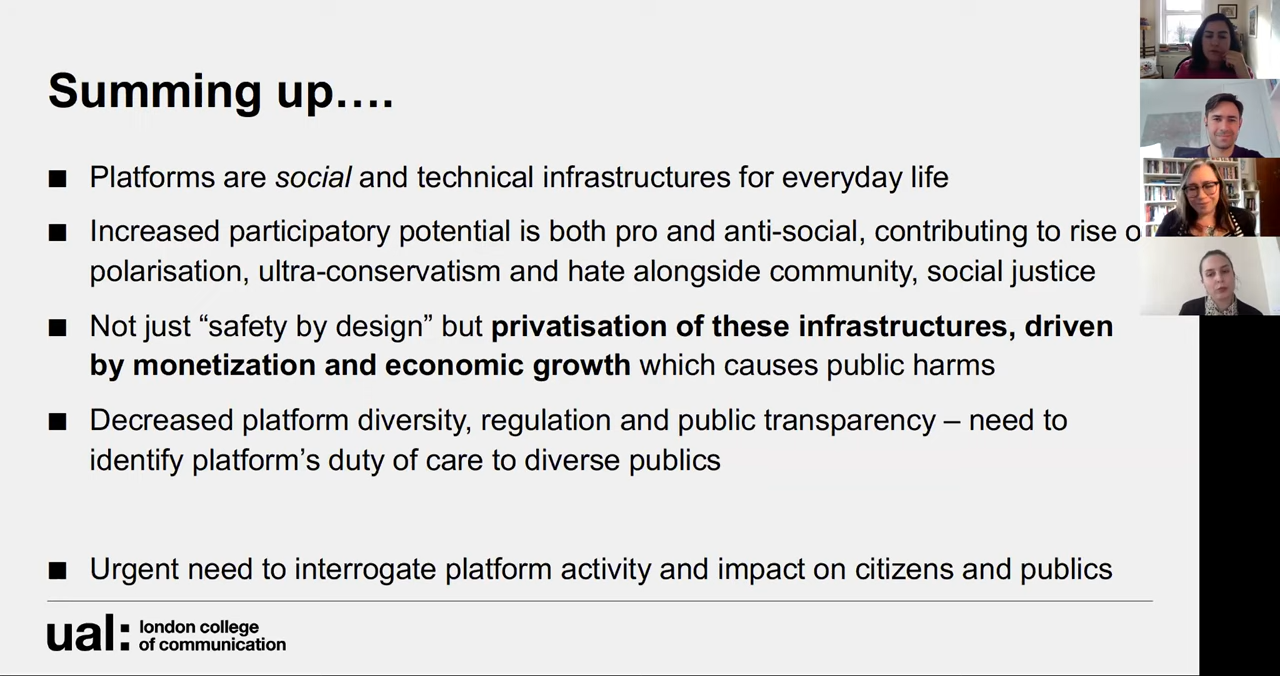 Summing up….
■ Platforms are social and technical infrastructures for everyday life
■ Increased participatory potential is both pro and anti-social, contributing to rise
polarisation, ultra-conservatism and hate alongside community, social justice
■ Not just “safety by design” but privatisation of these infrastructures, driven
by monetization and economic growth which causes public harms
■ Decreased platform diversity, regulation and public transparency – need to
identify platform’s duty of care to diverse publics
■ Urgent need to interrogate platform activity and impact on citizens and publics
ual: london college
of communication